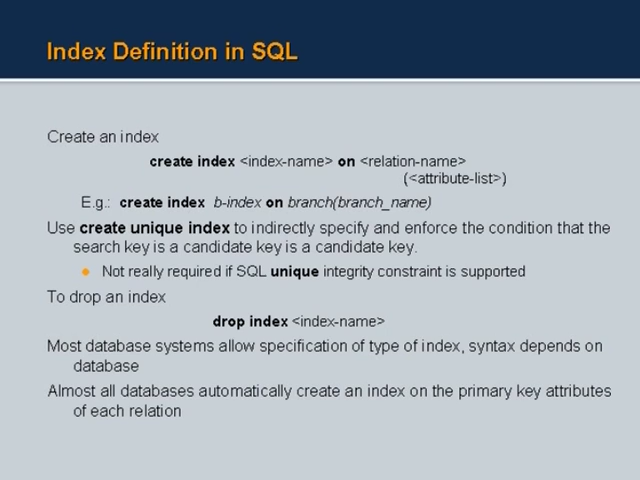 Index Definition in SQL
Create an index
create index <index-name> on <relation-name>
(<attribute-list>)
E.g.: create index b-index on branch(branch_name)
Use create unique index to indirectly specify and enforce the condition that the
search key is a candidate key is a candidate key.
Not really required if SQL unique integrity constraint is supported
To drop an index
drop index <index-name>
Most database systems allow specification of type of index, syntax depends on
database
Almost all databases automatically create an index on the primary key attributes
of each relation